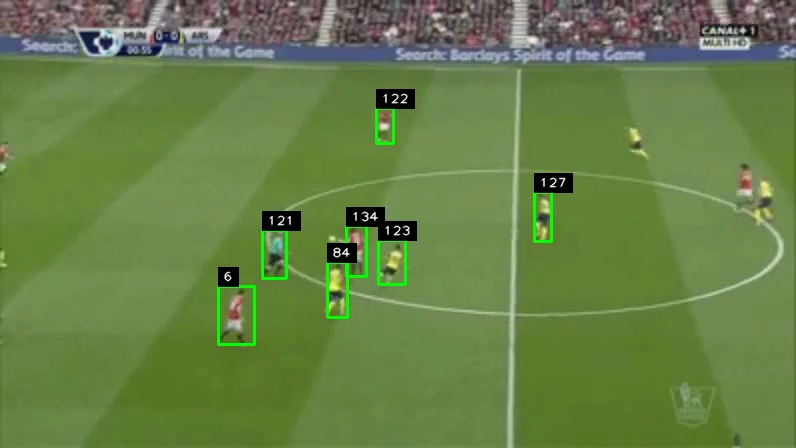 MUN 0-0 ARS
00:55
Search: Barclays Spirit of the Game
Search: Barclays Spirit of the Game
CANAL+ 1
MULTI HD
122
127
134
121
123
84
6